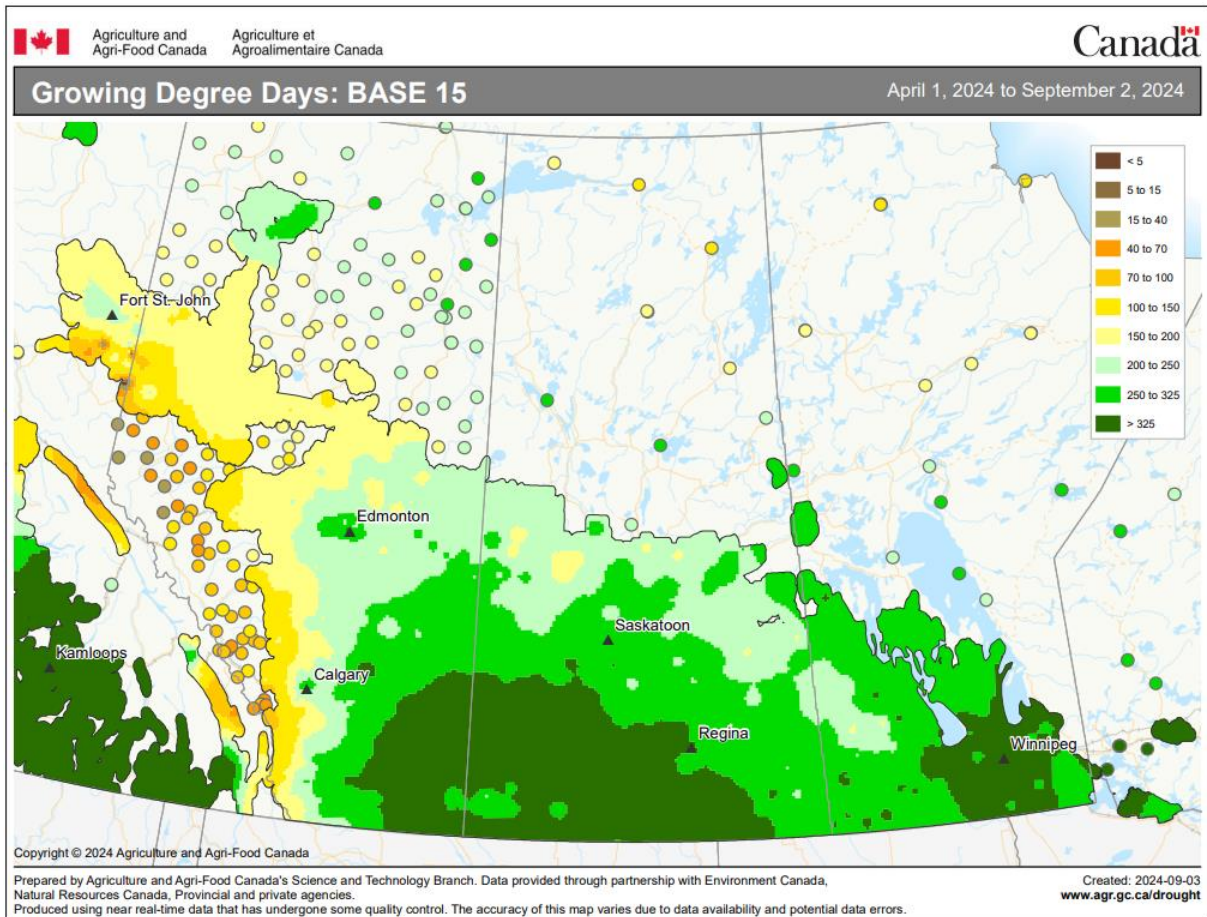 Agriculture and
Agri-Food Canada
Agriculture et
Agroalimentaire Canada
Canada
Growing Degree Days: BASE 15
April 1, 2024 to September 2, 2024
< 5
5 to 15
15 to 40
40 to 70
70 to 100
100 to 150
150 to 200
200 to 250
250 to 325
> 325
Fort St. John
Edmonton
Saskatoon
Kamloops
Calgary
Regina
Winnipeg
Copyright © 2024 Agriculture and Agri-Food Canada
Prepared by Agriculture and Agri-Food Canada's Science and Technology Branch. Data provided through partnership with Environment Canada,
Natural Resources Canada, Provincial and private agencies.
Produced using near real-time data that has undergone some quality control. The accuracy of this map varies due to data availability and potential data errors.
Created: 2024-09-03
www.agr.gc.ca/drought